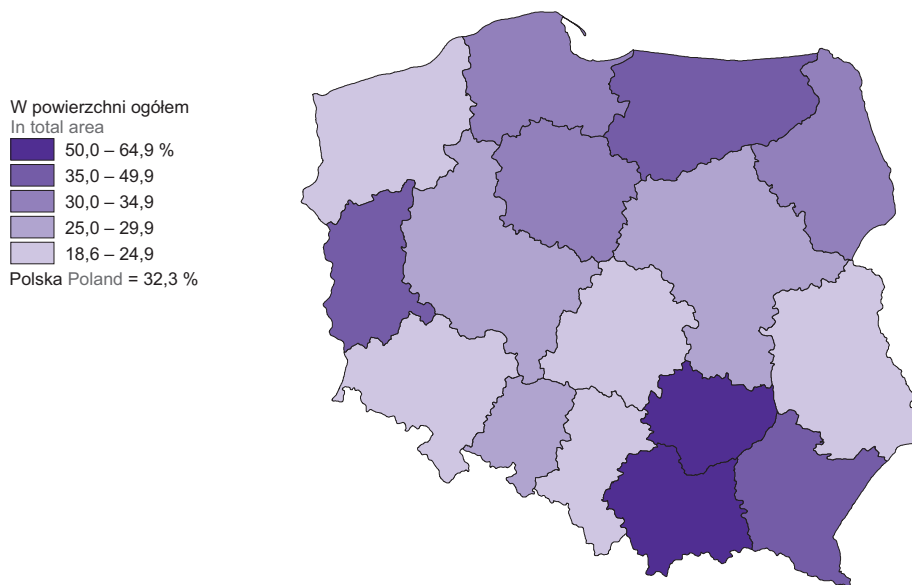 W powierzchni ogółem
In total area
50,0 – 64,9 %
35,0 – 49,9
30,0 – 34,9
25,0 – 29,9
18,6 – 24,9
Polska Poland = 32,3 %